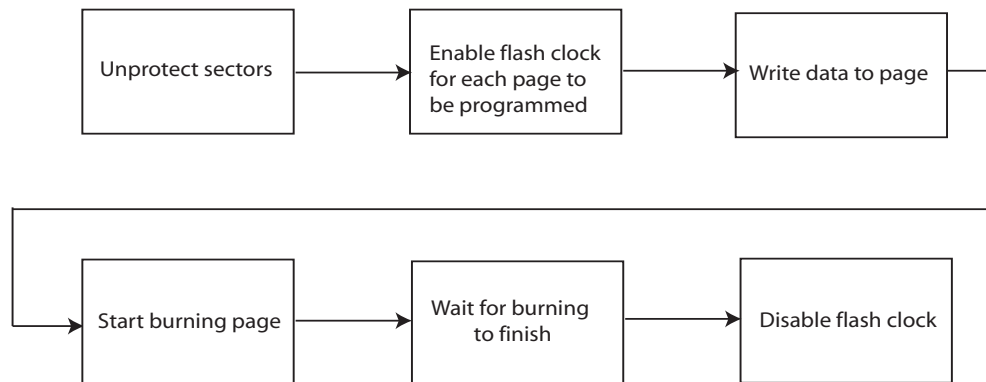 Unprotect sectors
Enable flash clock
for each page to
be programmed
Write data to page
Start burning page
Wait for burning
to finish
Disable flash clock